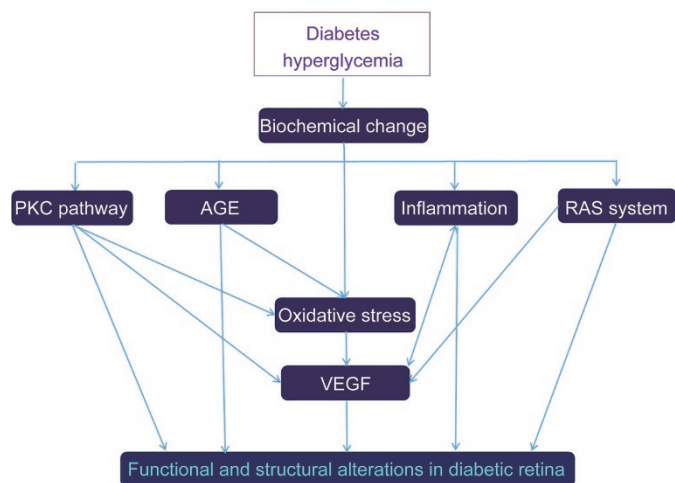 Diabetes
hyperglycemia
Biochemical change
PKC pathway
AGE
Inflammation
RAS system
Oxidative stress
VEGF
Functional and structural alterations in diabetic retina